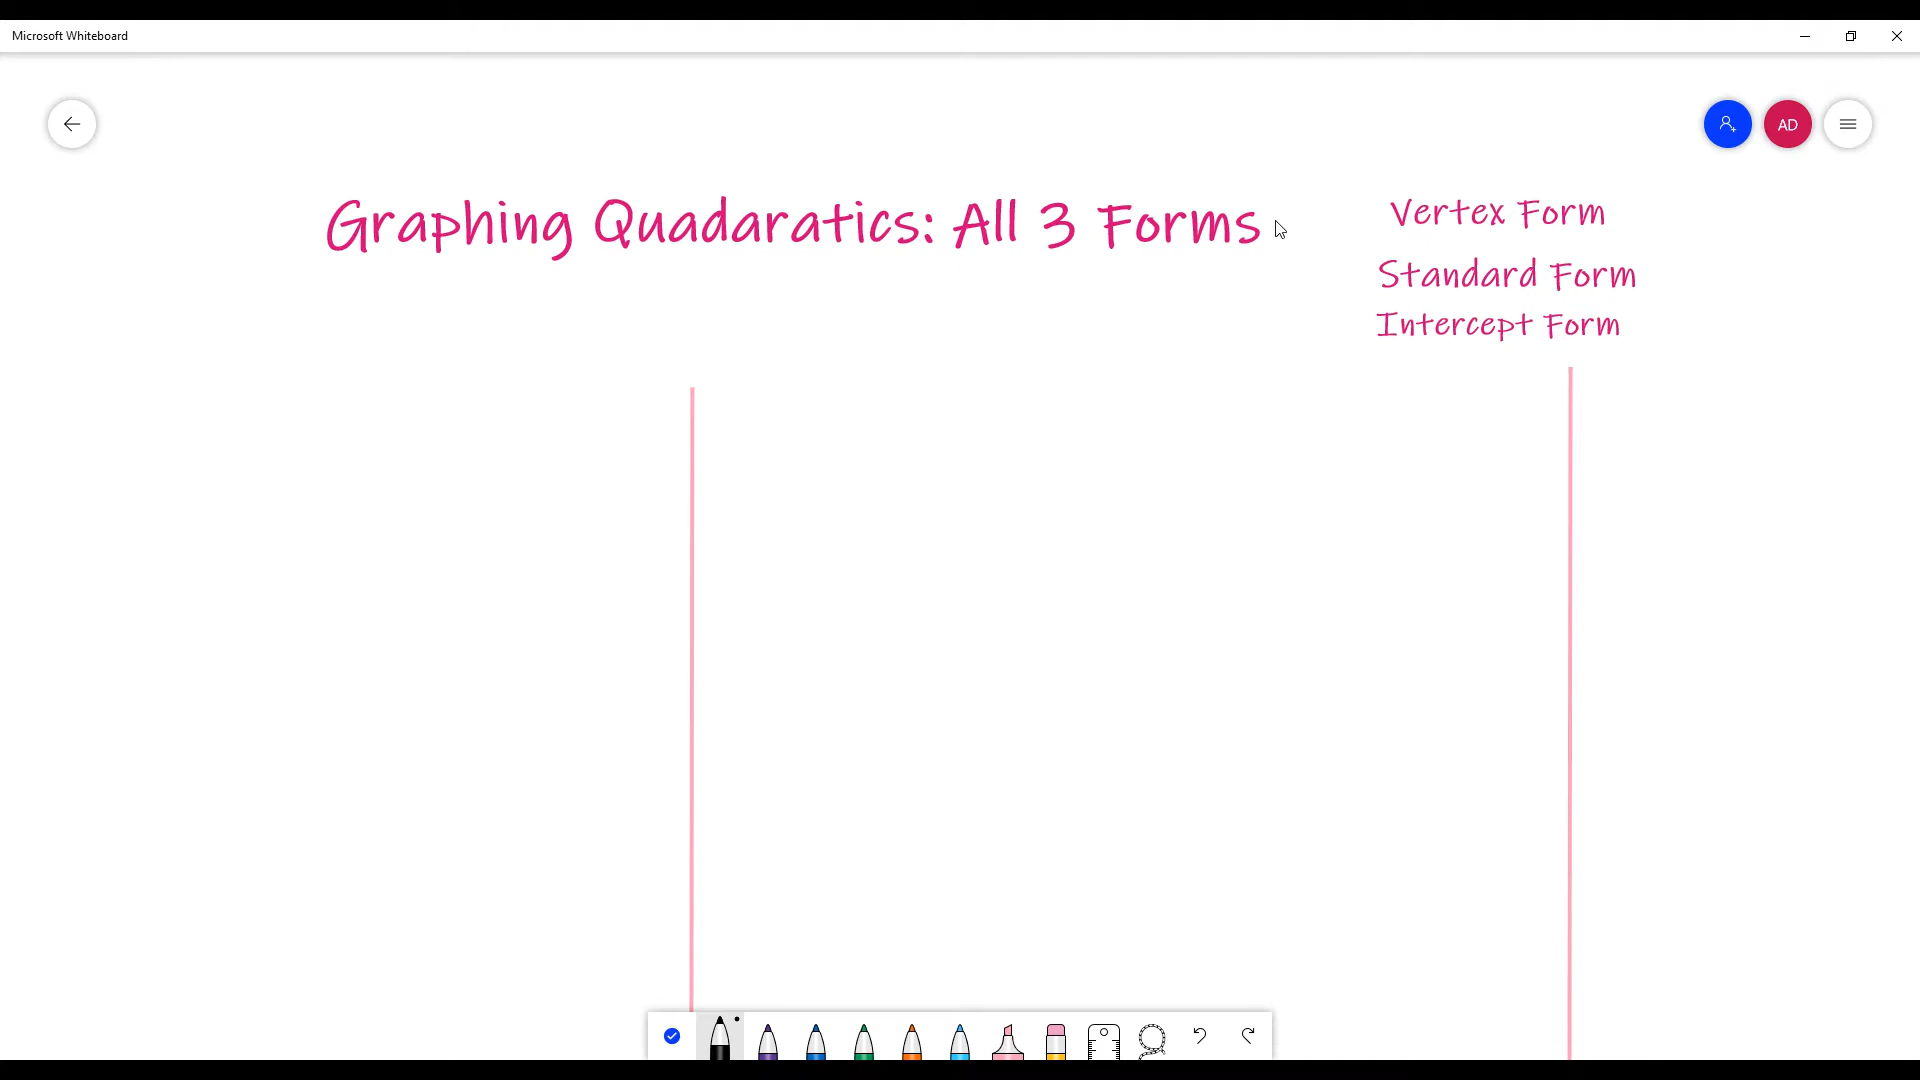 Microsoft Whiteboard
AD
Graphing Quadaratics: All 3 Forms
Vertex Form
Standard Form
Intercept Form